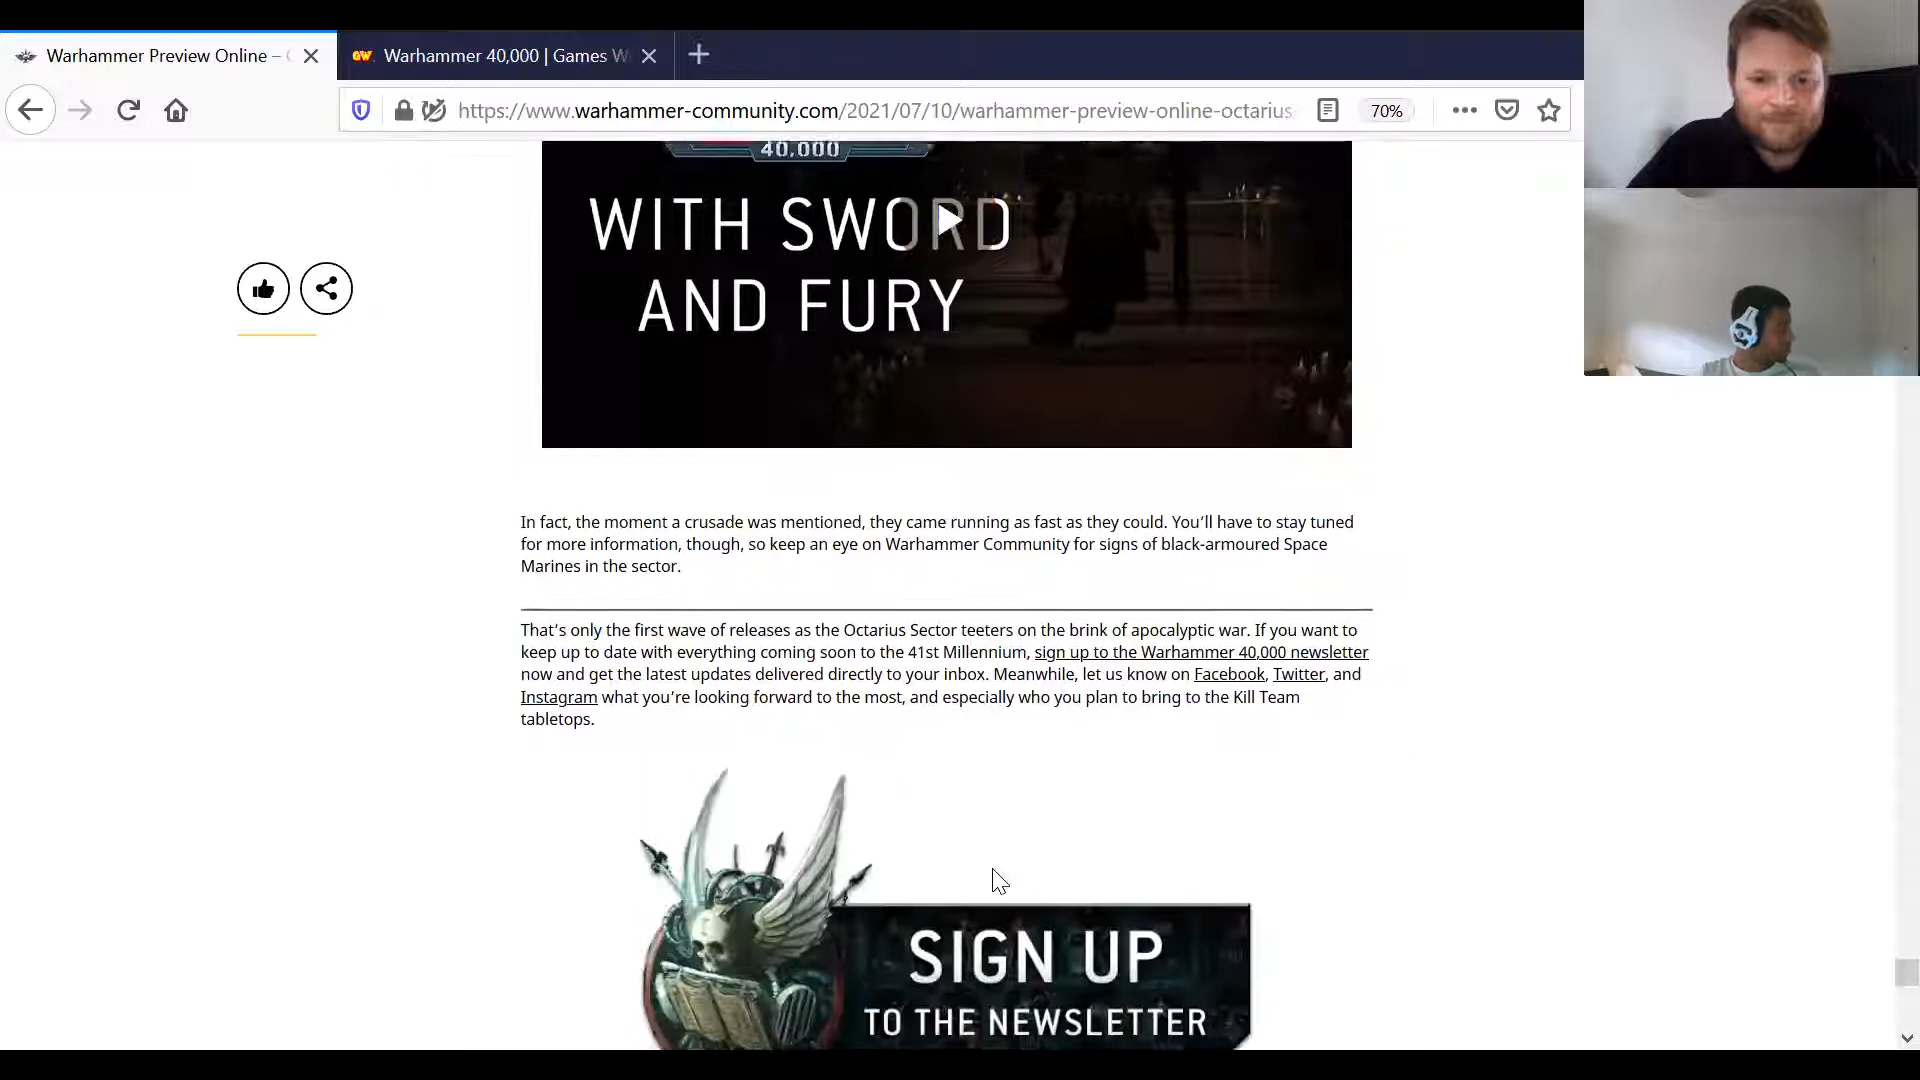 Warhammer Preview Online –
GW Warhammer 40,000 | Games W
https://www.warhammer-community.com/2021/07/10/warhammer-preview-online-octarius-
70%
40,000
WITH SWORD
AND FURY
In fact, the moment a crusade was mentioned, they came running as fast as they could. You’ll have to stay tuned
for more information, though, so keep an eye on Warhammer Community for signs of black-armoured Space
Marines in the sector.
That’s only the first wave of releases as the Octarius Sector teeters on the brink of apocalyptic war. If you want to
keep up to date with everything coming soon to the 41st Millennium, sign up to the Warhammer 40,000 newsletter
now and get the latest updates delivered directly to your inbox. Meanwhile, let us know on Facebook, Twitter, and
Instagram what you’re looking forward to the most, and especially who you plan to bring to the Kill Team
tabletops.
SIGN UP
TO THE NEWSLETTER